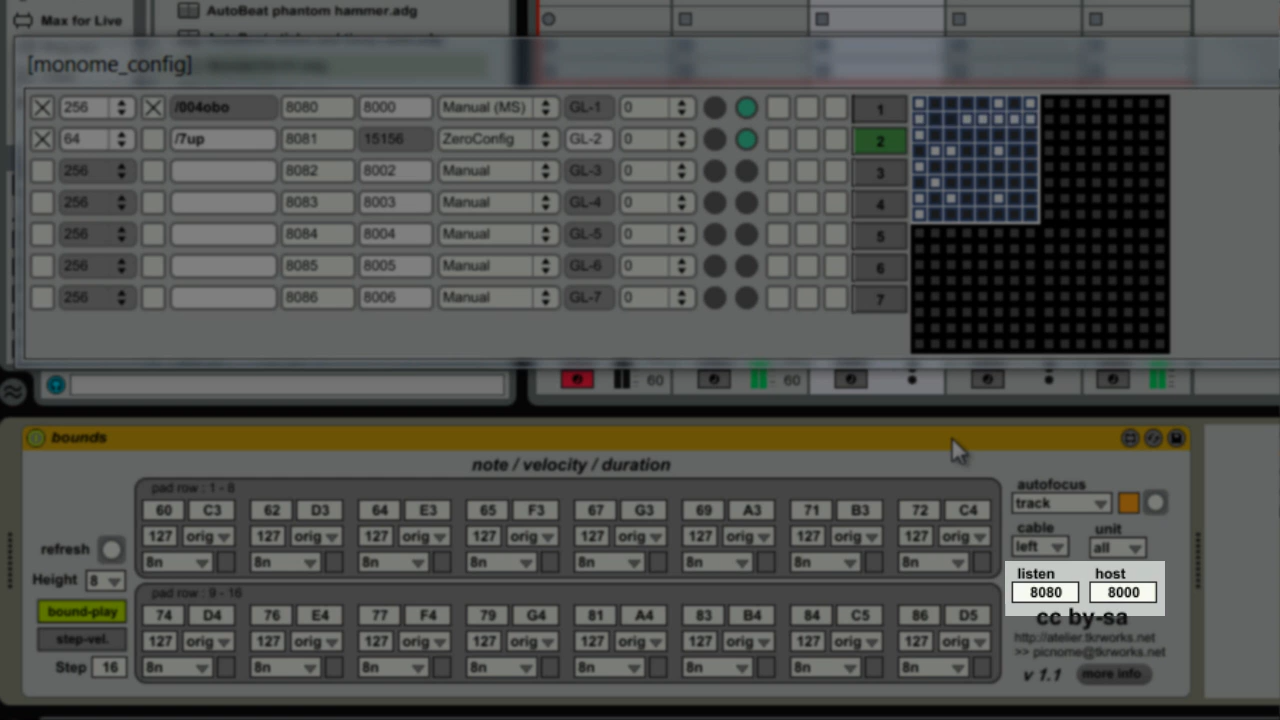 Max for Live
AutoBeat phantom hammer.adg
[monome_config]
256 /004obo 8080 8000 Manual (MS) GL-1 0 1
64 /7up 8081 15156 ZeroConfig GL-2 0 2
256 8082 8002 Manual GL-3 0 3
256 8083 8003 Manual GL-4 0 4
256 8084 8004 Manual GL-5 0 5
256 8085 8005 Manual GL-6 0 6
256 8086 8006 Manual GL-7 0 7
60 60
bounds
note / velocity / duration
pad row : 1 - 8
60 C3 62 D3 64 E3 65 F3 67 G3 69 A3 71 B3 72 C4
127 orig 127 orig 127 orig 127 orig 127 orig 127 orig 127 orig 127 orig
8n 8n 8n 8n 8n 8n 8n 8n
pad row : 9 - 16
74 D4 76 E4 77 F4 79 G4 81 A4 83 B4 84 C5 86 D5
127 orig 127 orig 127 orig 127 orig 127 orig 127 orig 127 orig 127 orig
8n 8n 8n 8n 8n 8n 8n 8n
refresh
Height 8
bound-play
step-vel.
Step 16
autofocus
track
cable unit
left all
listen host
8080 8000
cc by-sa
http://atelier.tkrworks.net
>> picnome@tkrworks.net
v 1.1 more info